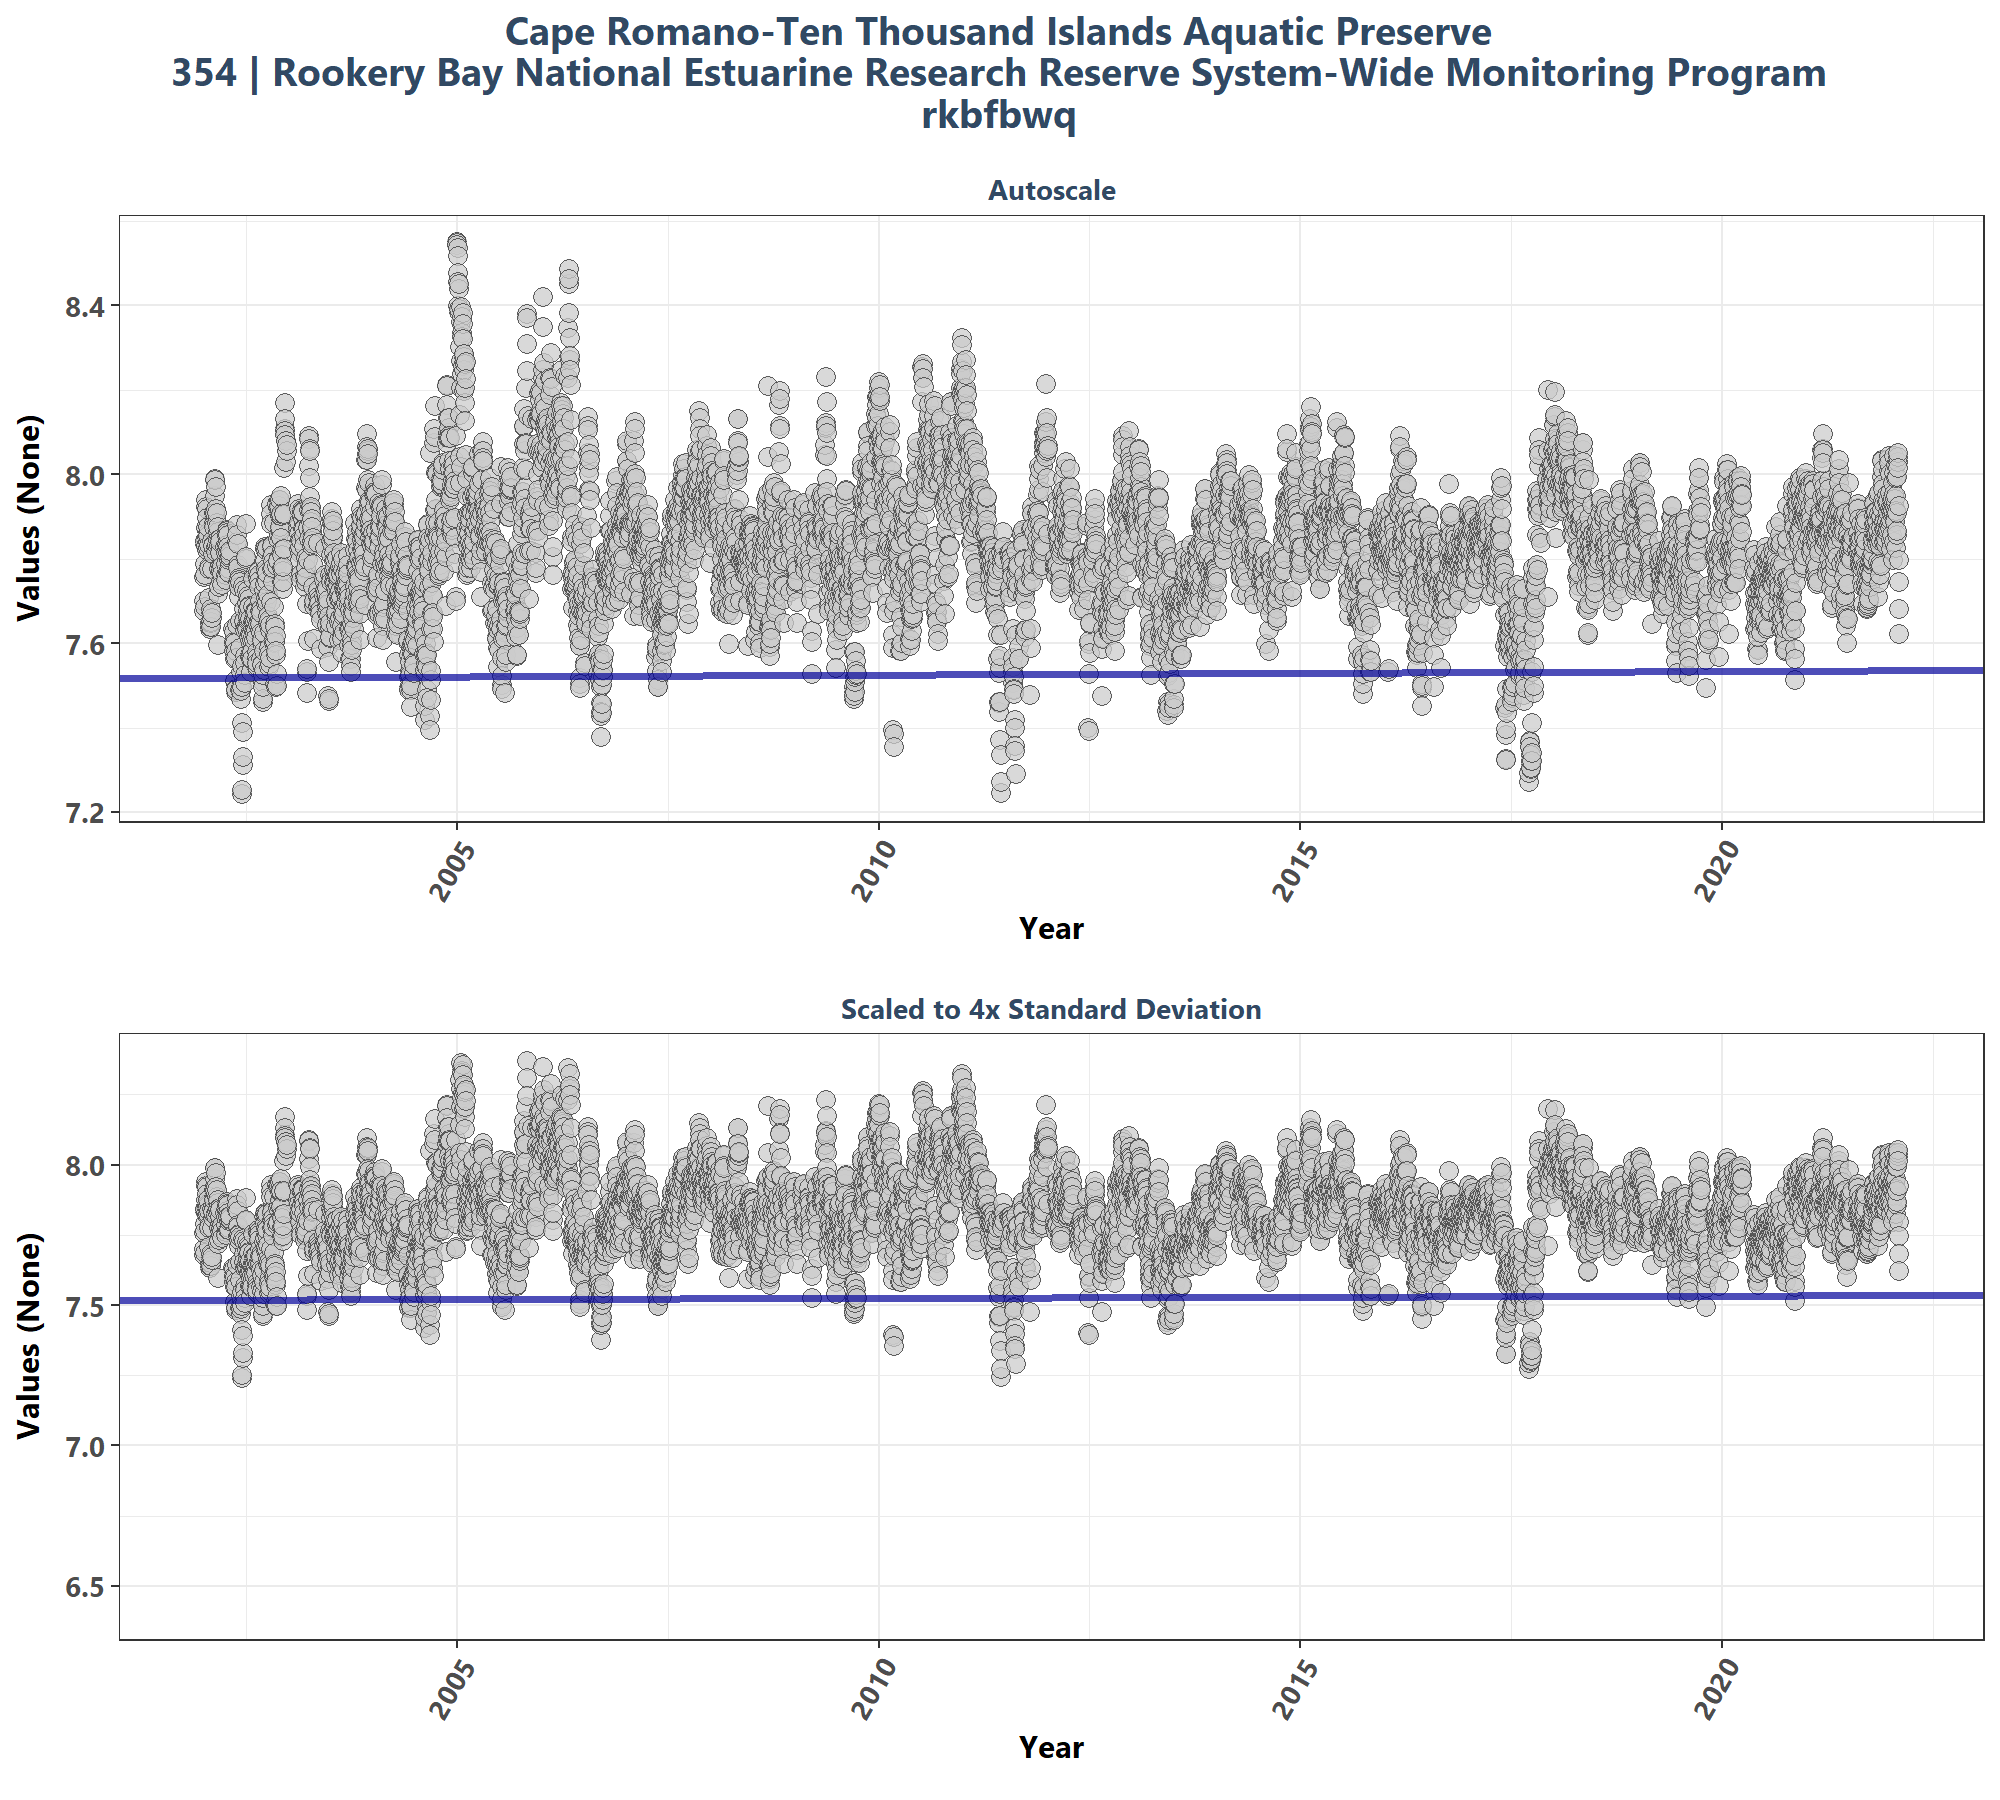 Cape Romano-Ten Thousand Islands Aquatic Preserve
354 | Rookery Bay National Estuarine Research Reserve System-Wide Monitoring Program
rkbfbwq
Autoscale
Values (None)
8.4
8.0
7.6
7.2
2005
2010
2015
2020
Year
Scaled to 4x Standard Deviation
Values (None)
8.0
7.5
7.0
6.5
2005
2010
2015
2020
Year